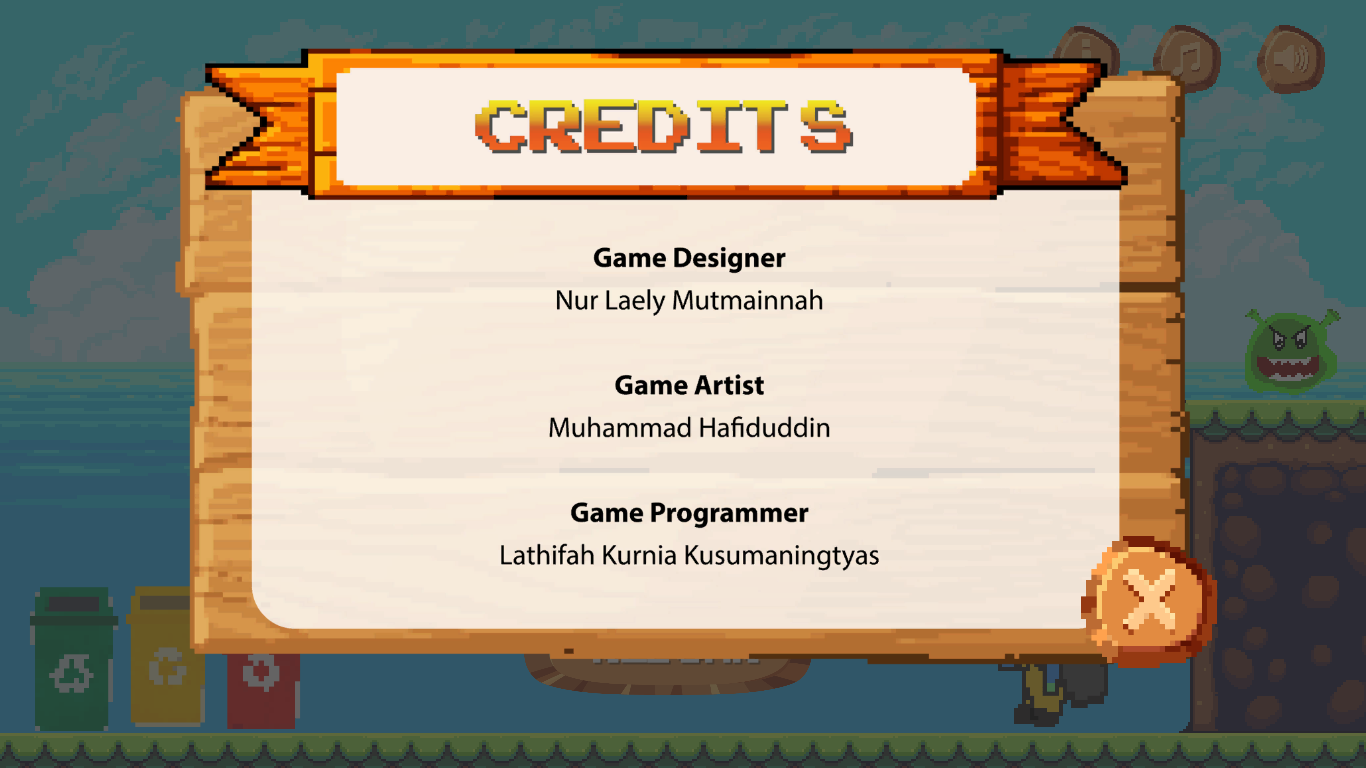 CREDITS
Game Designer
Nur Laely Mutmainnah
Game Artist
Muhammad Hafiduddin
Game Programmer
Lathifah Kurnia Kusumaningtyas